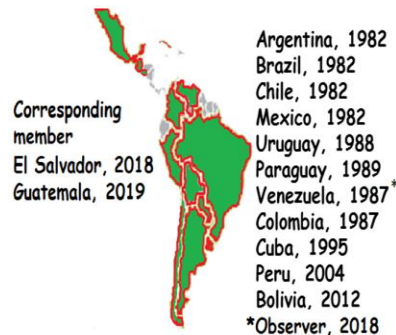 Corresponding
member
El Salvador, 2018
Guatemala, 2019
Argentina, 1982
Brazil, 1982
Chile, 1982
Mexico, 1982
Uruguay, 1988
Paraguay, 1989
Venezuela, 1987*
Colombia, 1987
Cuba, 1995
Peru, 2004
Bolivia, 2012
*Observer, 2018